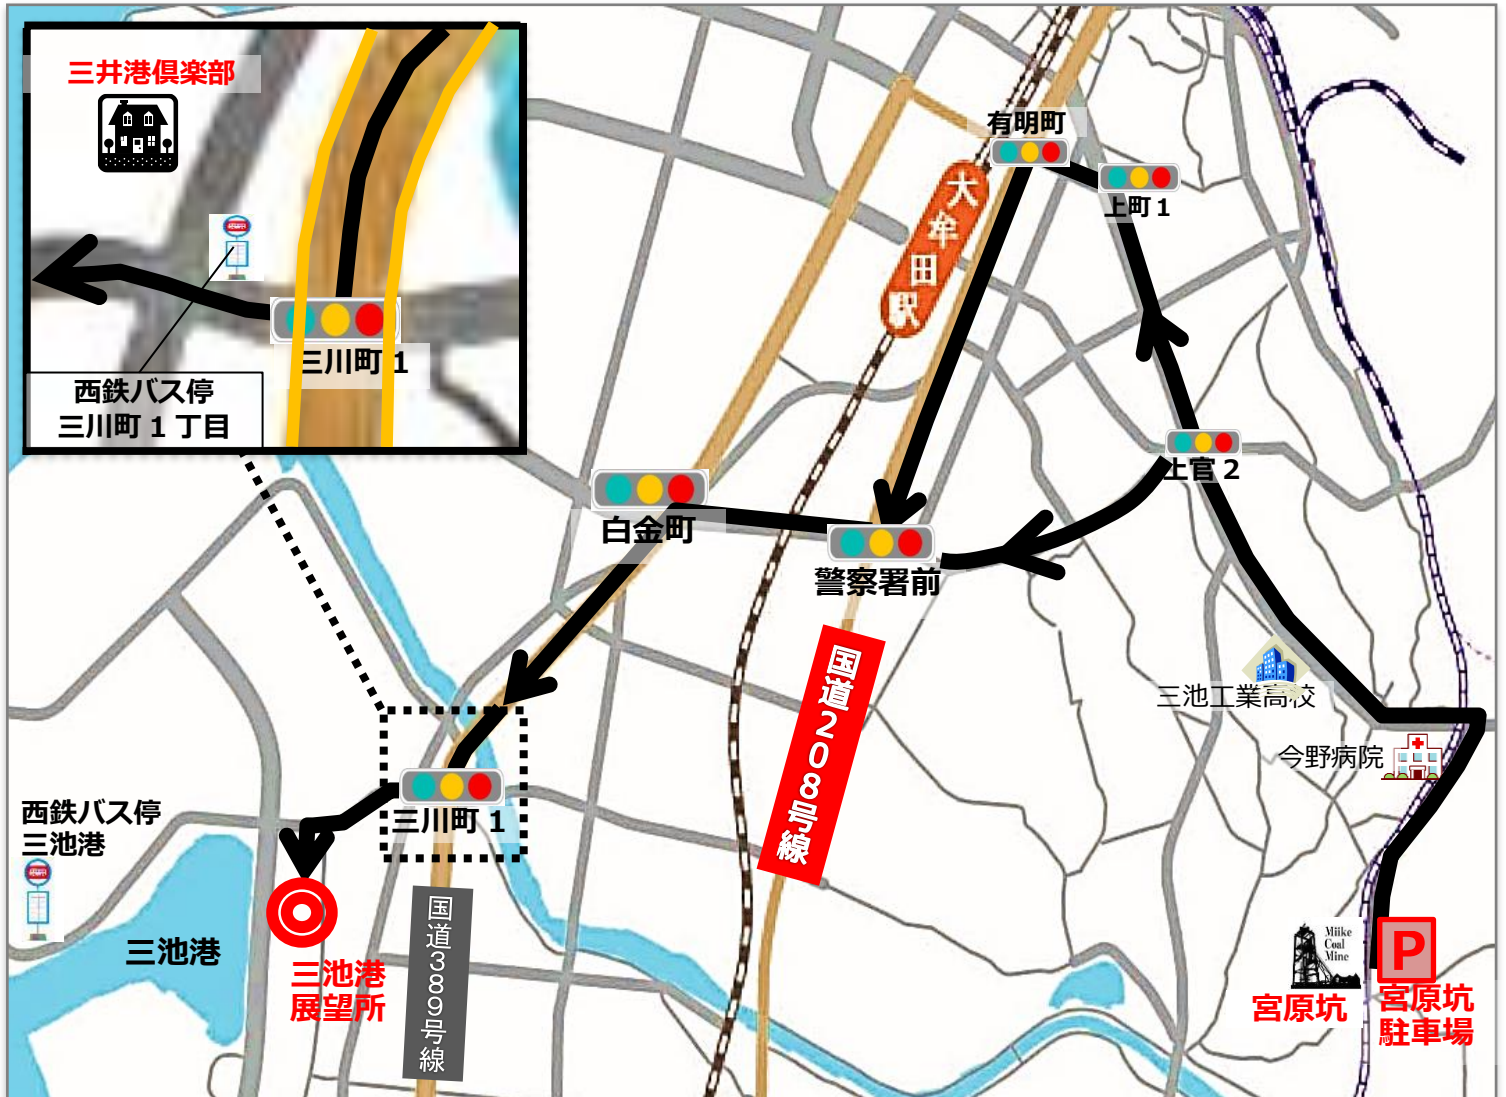 三井港倶楽部
三川町 1
西鉄バス停
三川町 1 丁目
有明町
上町 1
大牟田駅
上官 2
白金町
警察署前
国道208号線
三池工業高校
今野病院
三川町 1
西鉄バス停
三池港
三池港
三池港
展望所
国道389号線
Miike
Coal
Mine
宮原坑
P
宮原坑
駐車場